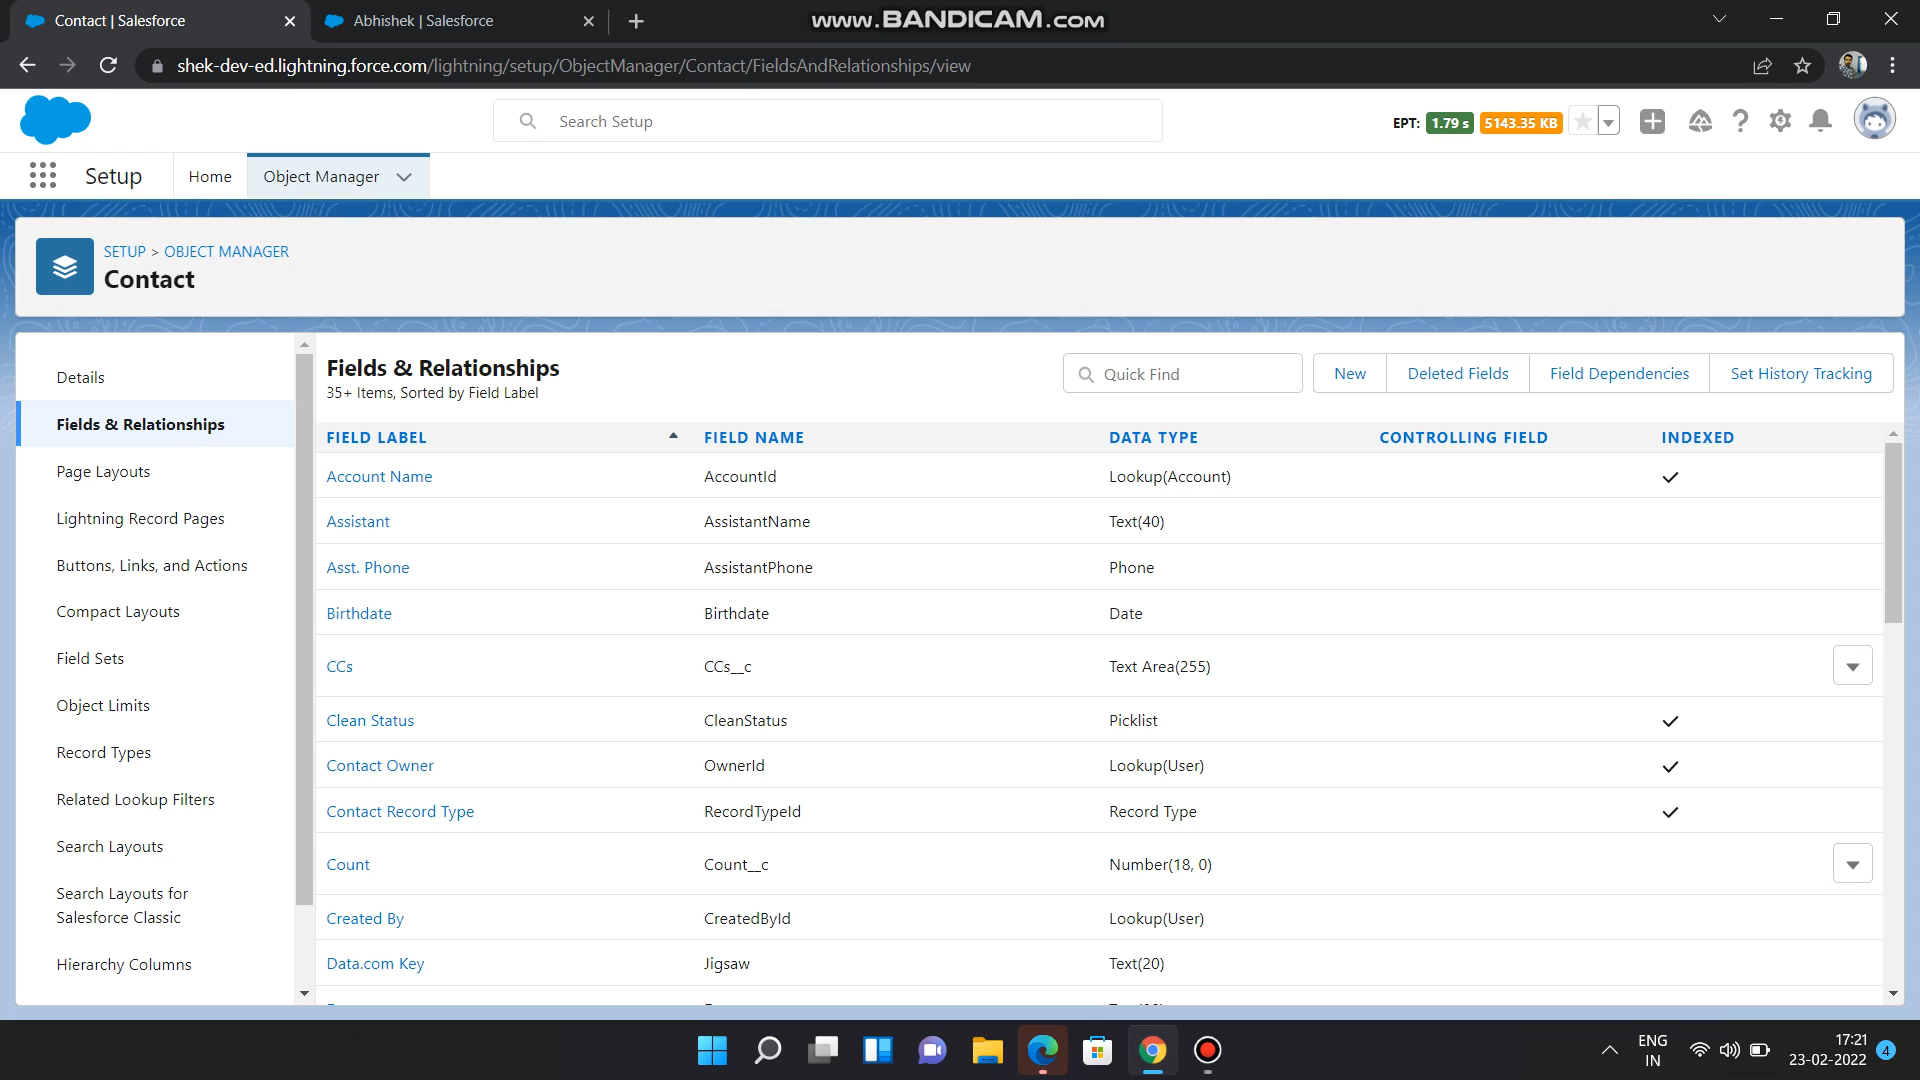 Contact | Salesforce
Abhishek | Salesforce
www.BANDICAM.com
shek-dev-ed.lightning.force.com/lightning/setup/ObjectManager/Contact/FieldsAndRelationships/view
Search Setup
EPT: 1.79 s 5143.35 KB
Setup Home Object Manager
SETUP > OBJECT MANAGER
Contact
Details
Fields & Relationships
Page Layouts
Lightning Record Pages
Buttons, Links, and Actions
Compact Layouts
Field Sets
Object Limits
Record Types
Related Lookup Filters
Search Layouts
Search Layouts for
Salesforce Classic
Hierarchy Columns
Fields & Relationships
35+ Items, Sorted by Field Label
Quick Find
New Deleted Fields Field Dependencies Set History Tracking
FIELD LABEL FIELD NAME DATA TYPE CONTROLLING FIELD INDEXED
Account Name AccountId Lookup(Account)
Assistant AssistantName Text(40)
Asst. Phone AssistantPhone Phone
Birthdate Birthdate Date
CCs CCs__c Text Area(255)
Clean Status CleanStatus Picklist
Contact Owner OwnerId Lookup(User)
Contact Record Type RecordTypeId Record Type
Count Count__c Number(18, 0)
Created By CreatedById Lookup(User)
Data.com Key Jigsaw Text(20)
ENG
IN
17:21
23-02-2022
4